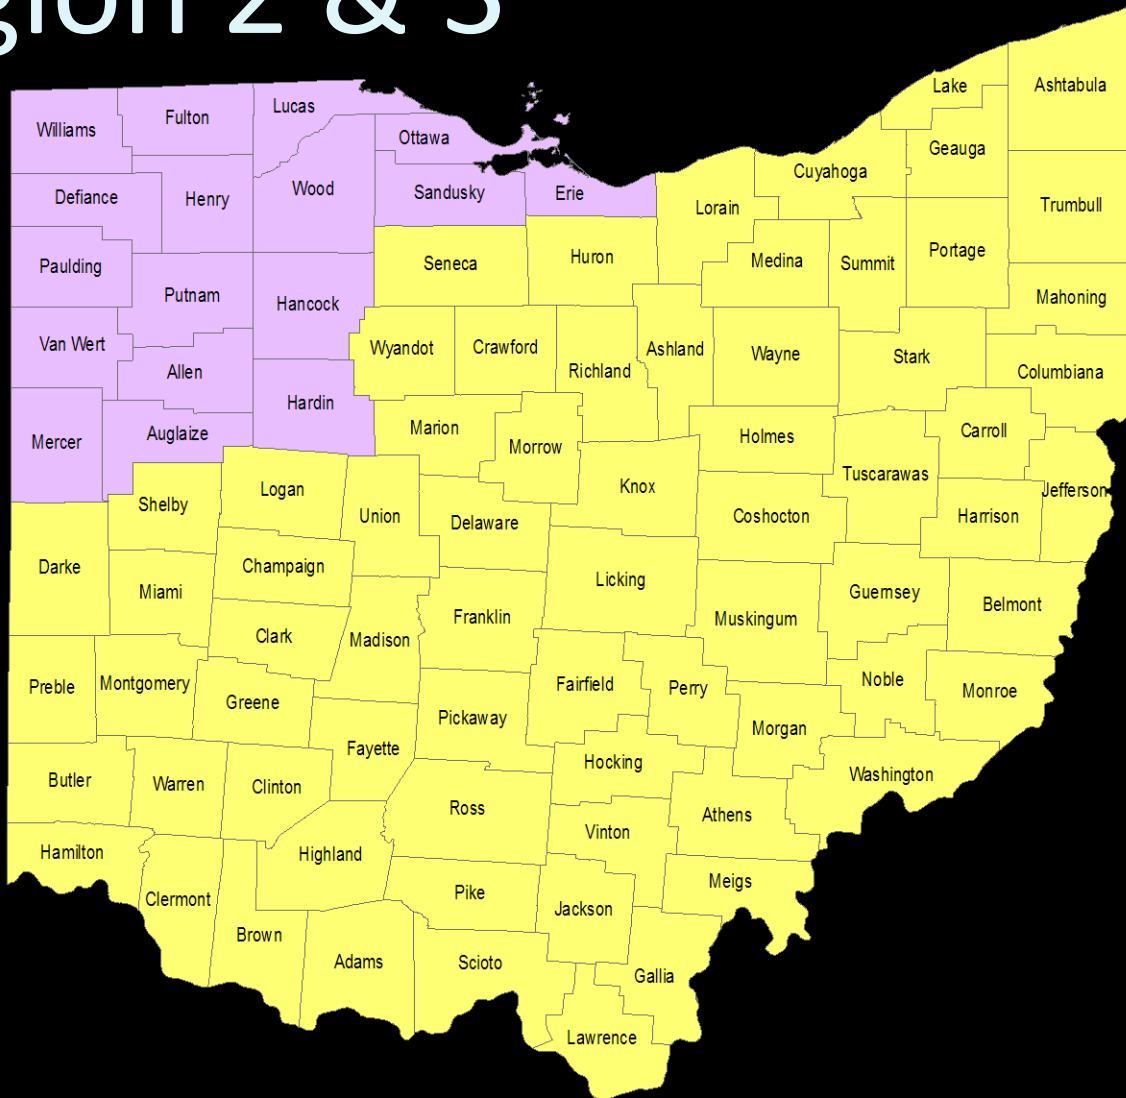 gion 2 & 3
Lake
Ashtabula
Lucas
Fulton
Williams
Ottawa
Geauga
Cuyahoga
Wood
Sandusky
Erie
Defiance
Henry
Lorain
Trumbull
Portage
Huron
Medina
Seneca
Summit
Paulding
Putnam
Mahoning
Hancock
Van Wert
Wyandot
Crawford
Ashland
Wayne
Stark
Allen
Richland
Columbiana
Hardin
Marion
Carroll
Auglaize
Holmes
Mercer
Morrow
Tuscarawas
Knox
Logan
Jefferson
Shelby
Union
Coshocton
Harrison
Delaware
Darke
Champaign
Licking
Miami
Guernsey
Belmont
Franklin
Muskingum
Clark
Madison
Noble
Preble
Montgomery
Fairfield
Perry
Monroe
Greene
Pickaway
Morgan
Fayette
Hocking
Washington
Butler
Warren
Clinton
Ross
Athens
Vinton
Hamilton
Highland
Meigs
Pike
Clermont
Jackson
Brown
Adams
Scioto
Gallia
Lawrence